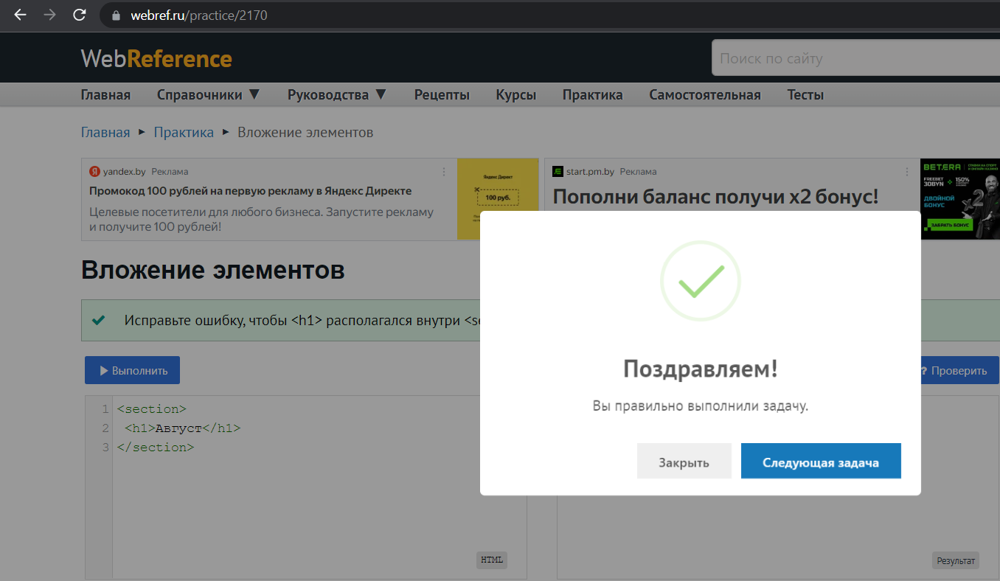 webref.ru/practice/2170
WebReference
Поиск по сайту
Главная Справочники ▼ Руководства ▼ Рецепты Курсы Практика Самостоятельная Тесты
Главная ▸ Практика ▸ Вложение элементов
Я yandex.by Реклама
Промокод 100 рублей на первую рекламу в Яндекс Директе
Целевые посетители для любого бизнеса. Запустите рекламу
и получите 100 рублей!
Яндекс Директ
100 руб.
start.pm.by Реклама
Пополни баланс получи х2 бонус!
BETERA
FREEBET
30BYN + 150%
ДВОЙНОЙ
БОНУС
x2
ЗАБРАТЬ БОНУС
Вложение элементов
Исправьте ошибку, чтобы <h1> располагался внутри <se
Выполнить
? Проверить
1 <section>
2 <h1>Август</h1>
3 </section>
HTML
Результат
Поздравляем!
Вы правильно выполнили задачу.
Закрыть
Следующая задача